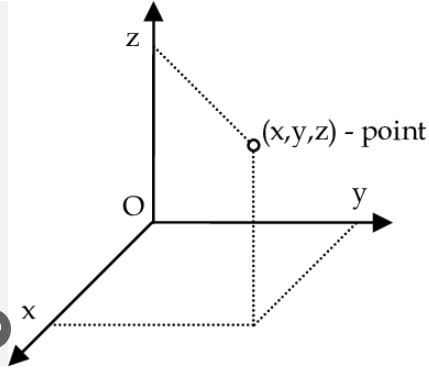 z
(x,y,z) - point
O
y
x